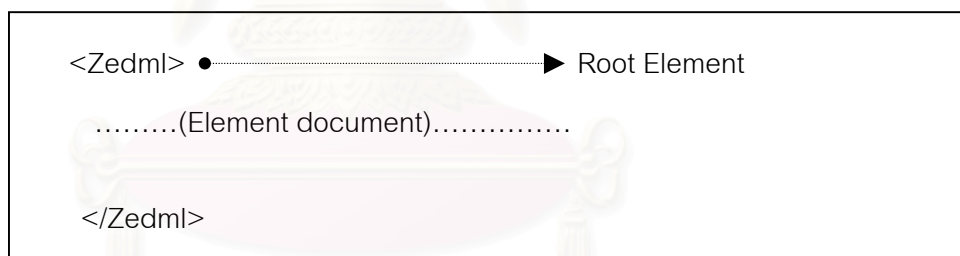 <Zedml> Root Element
………(Element document)……………
</Zedml>